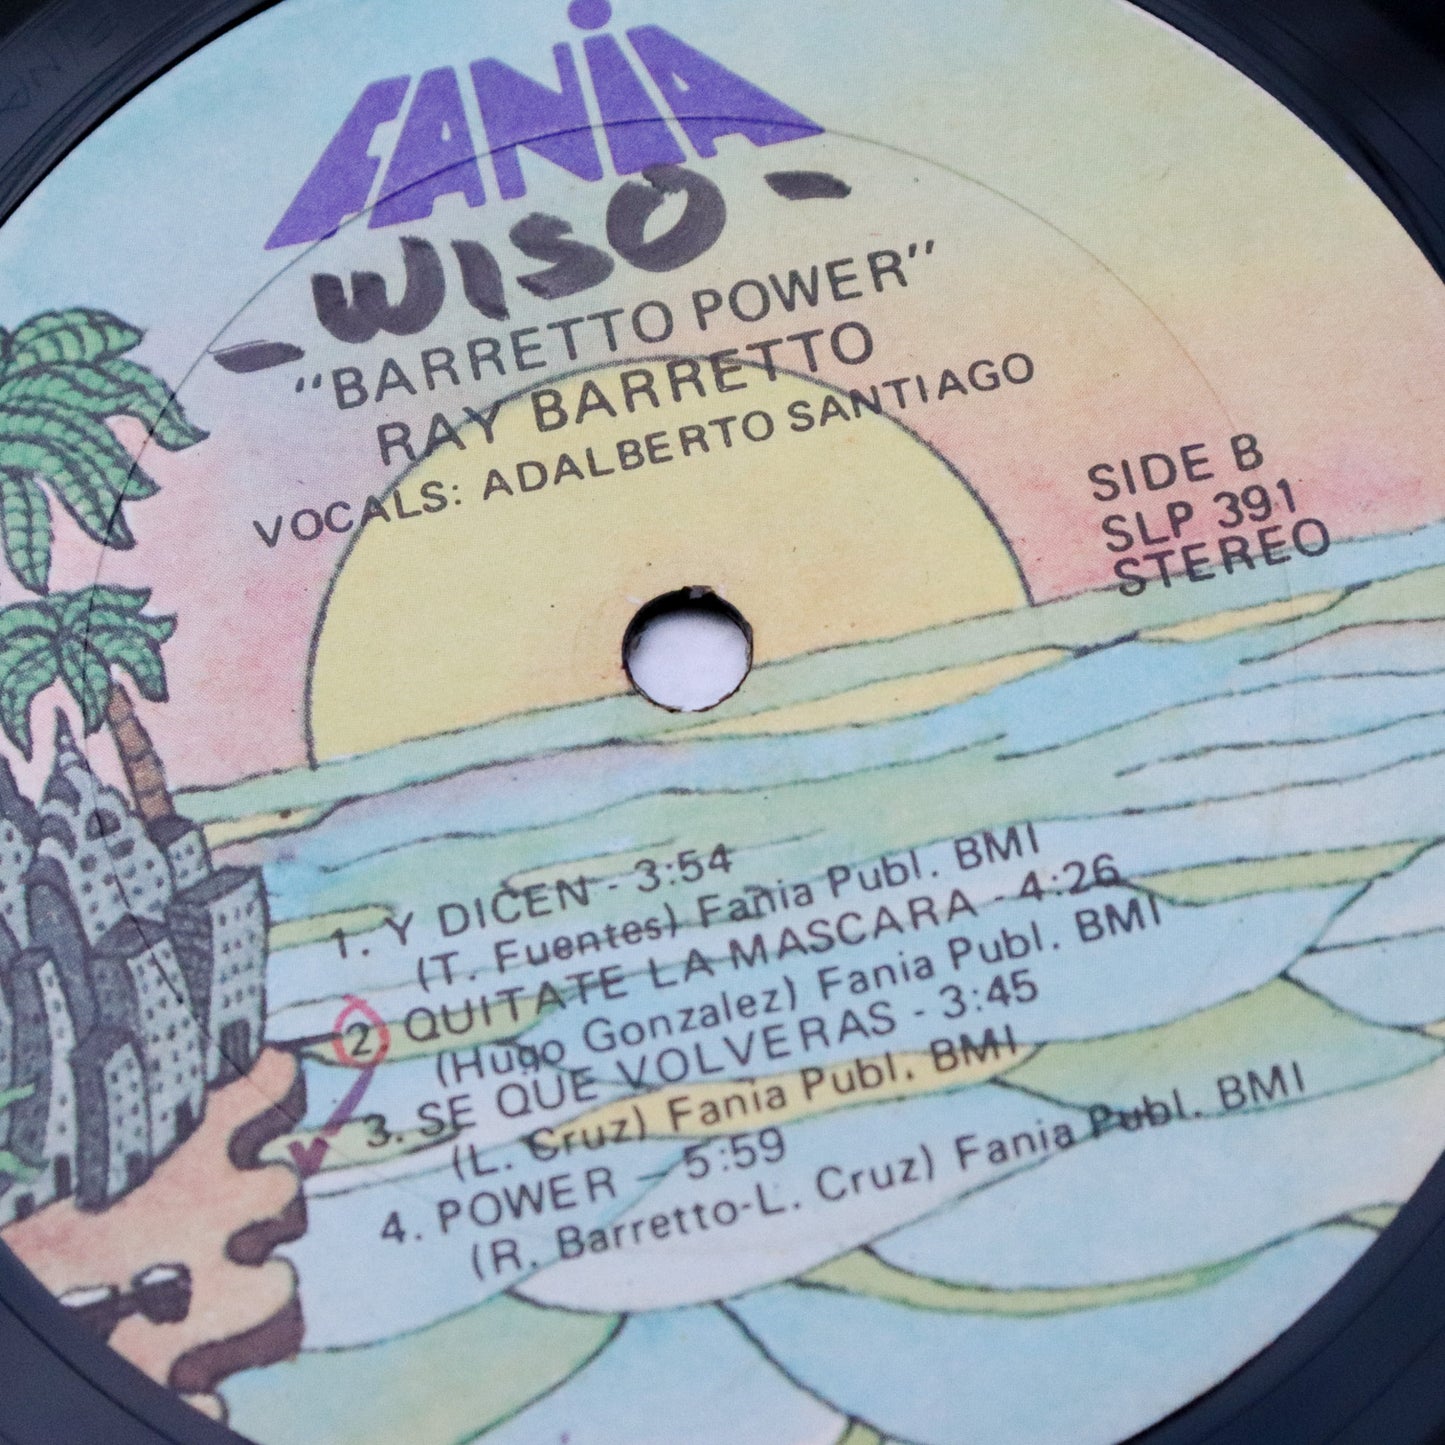 FANIA
- WISO -
"BARRETTO POWER"
RAY BARRETTO
VOCALS: ADALBERTO SANTIAGO
SIDE B
SLP 391
STEREO
1. Y DICEN - 3:54
(T. Fuentes) Fania Publ. BMI
2 QUITATE LA MASCARA - 4:26
(Hugo Gonzalez) Fania Publ. BMI
3. SE QUE VOLVERAS - 3:45
(L. Cruz) Fania Publ. BMI
4. POWER - 5:59
(R. Barretto-L. Cruz) Fania Publ. BMI